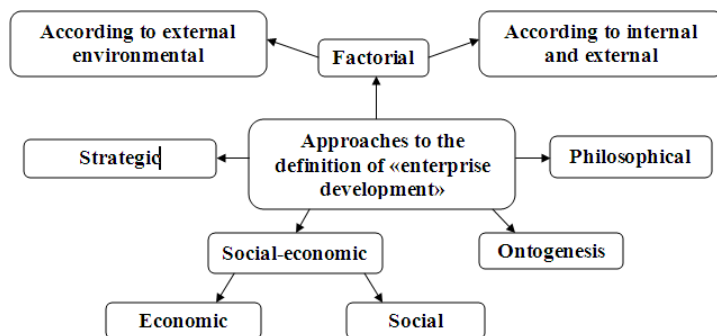 According to external
environmental
Factorial
According to internal
and external
Strategic
Approaches to the
definition of «enterprise
development»
Philosophical
Social-economic
Ontogenesis
Economic
Social